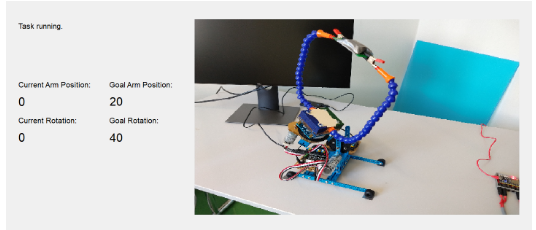 Task running.
Current Arm Position: Goal Arm Position:
0 20
Current Rotation: Goal Rotation:
0 40